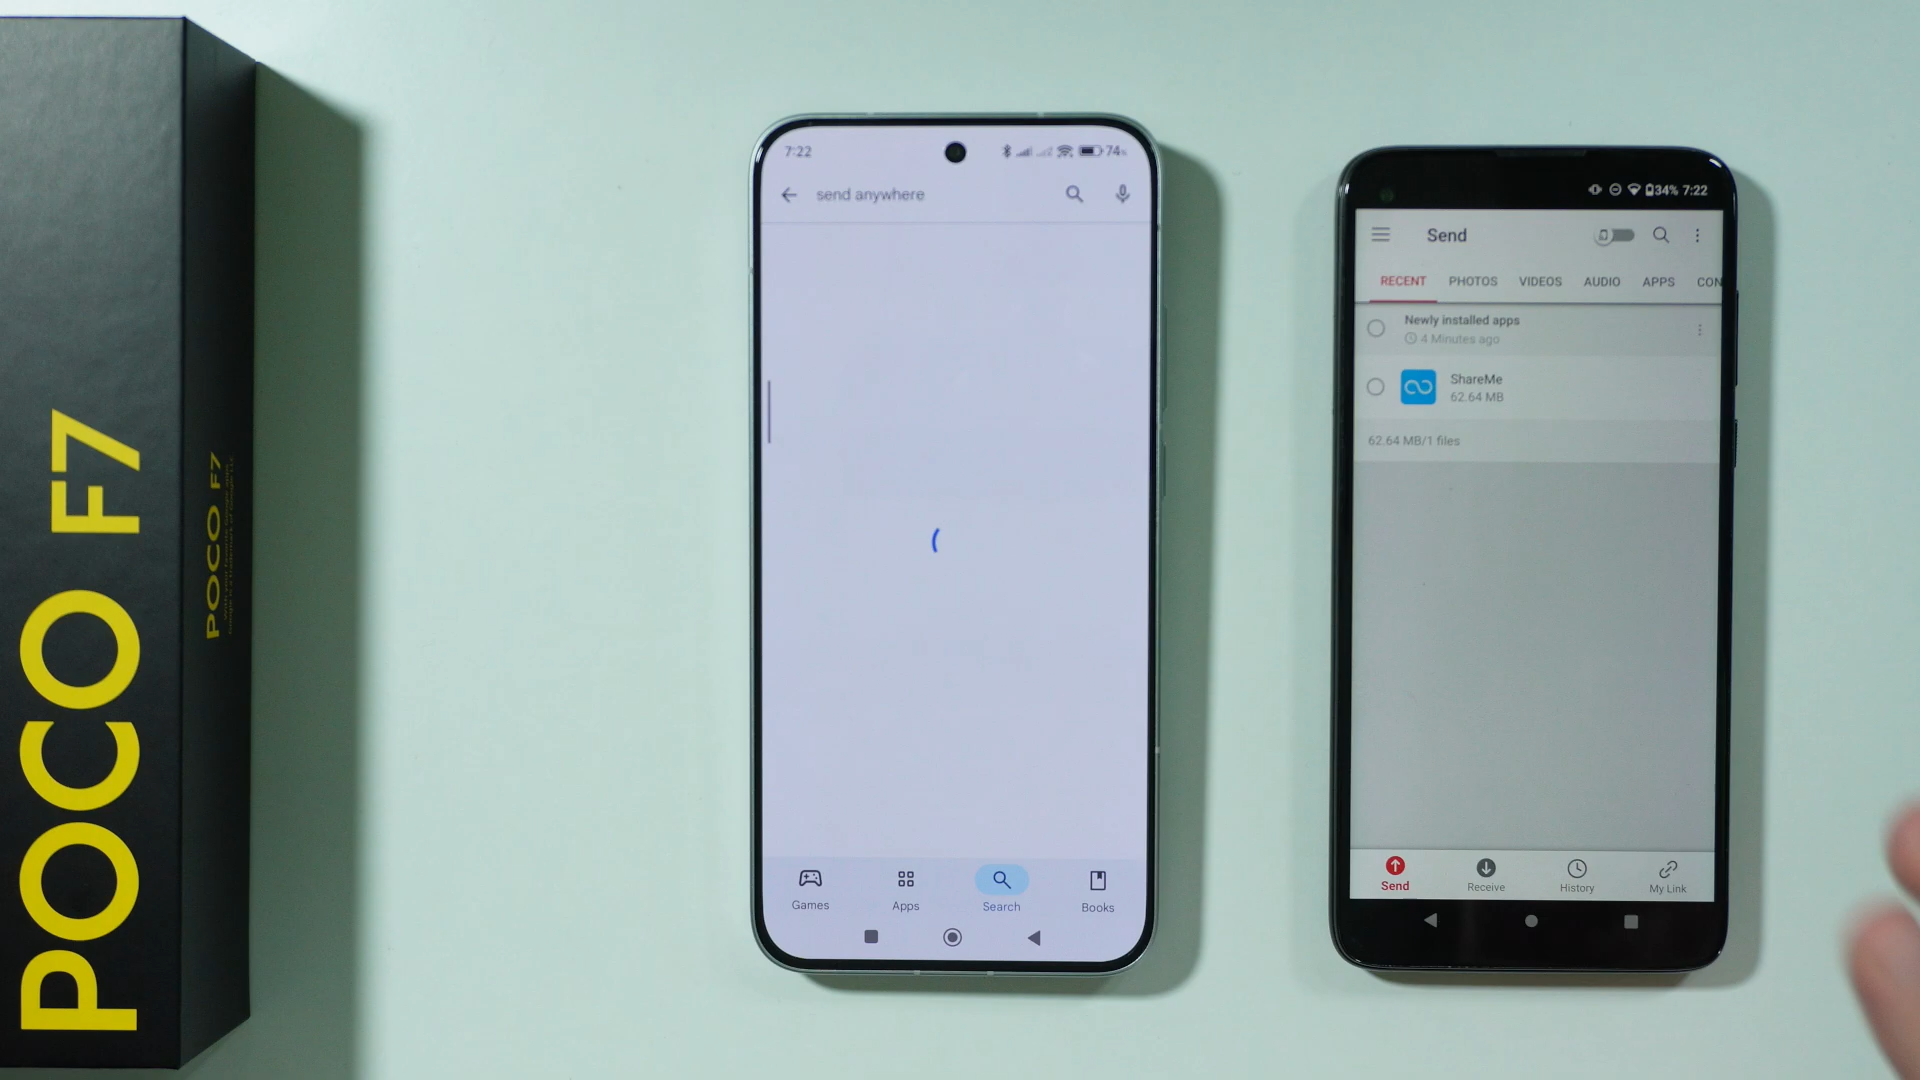 POCO F7
POCO F7
7:22
74%
send anywhere
Games
Apps
Search
Books
34% 7:22
Send
RECENT PHOTOS VIDEOS AUDIO APPS CON
Newly installed apps
4 Minutes ago
ShareMe
62.64 MB
62.64 MB/1 files
Send
Receive
History
My Link